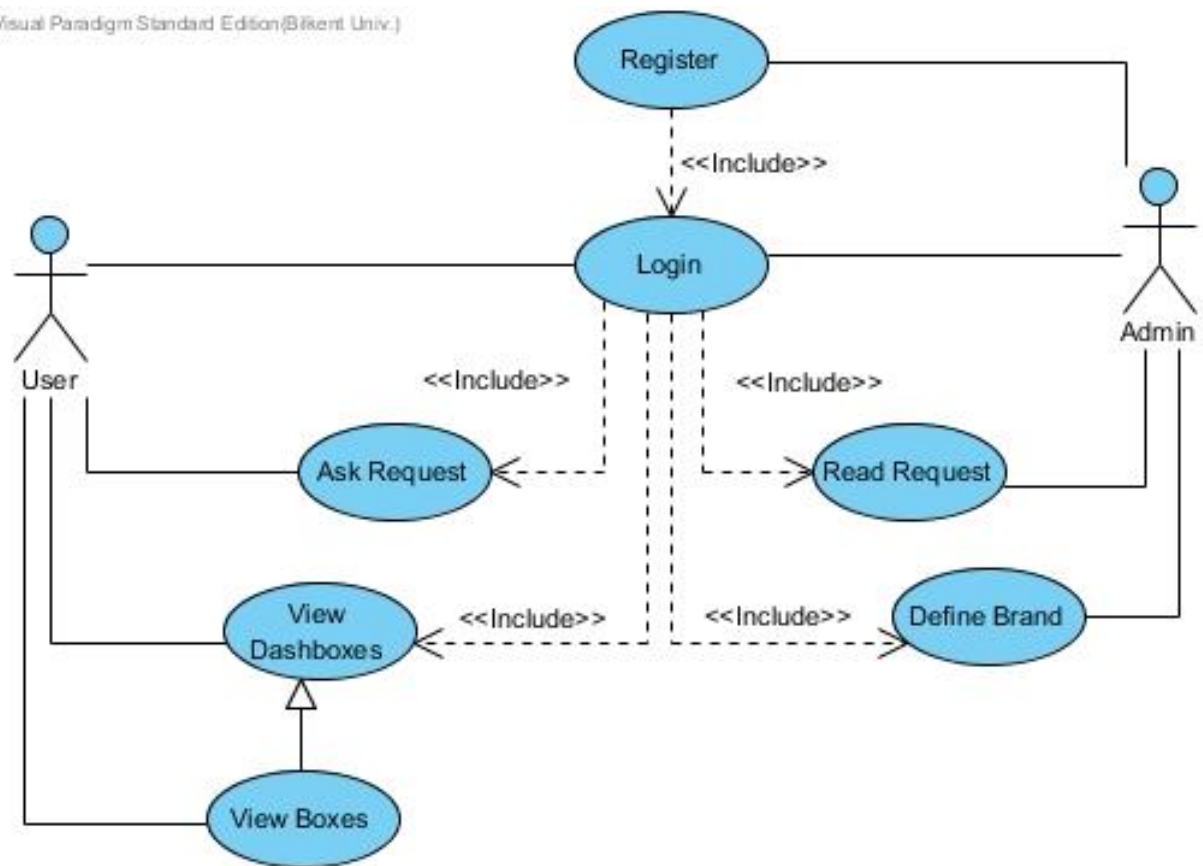 Visual Paradigm Standard Edition(Bilkent Univ.)
Register
<<Include>>
Login
User
Admin
<<Include>>
<<Include>>
Ask Request
Read Request
View
Dashboxes
<<Include>>
<<Include>>
Define Brand
View Boxes